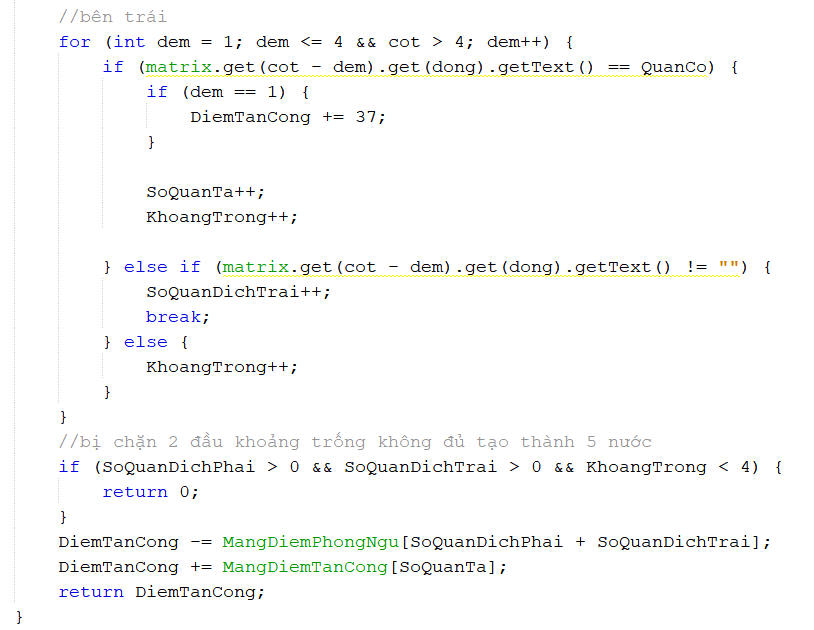 //bên trái
for (int dem = 1; dem <= 4 && cot > 4; dem++) {
if (matrix.get(cot - dem).get(dong).getText() == QuanCo) {
if (dem == 1) {
DiemTanCong += 37;
}
SoQuanTa++;
KhoangTrong++;
} else if (matrix.get(cot - dem).get(dong).getText() != "") {
SoQuanDichTrai++;
break;
} else {
KhoangTrong++;
}
}
//bị chặn 2 đầu khoảng trống không đủ tạo thành 5 nước
if (SoQuanDichPhai > 0 && SoQuanDichTrai > 0 && KhoangTrong < 4) {
return 0;
}
DiemTanCong -= MangDiemPhongNgu[SoQuanDichPhai + SoQuanDichTrai];
DiemTanCong += MangDiemTanCong[SoQuanTa];
return DiemTanCong;
}